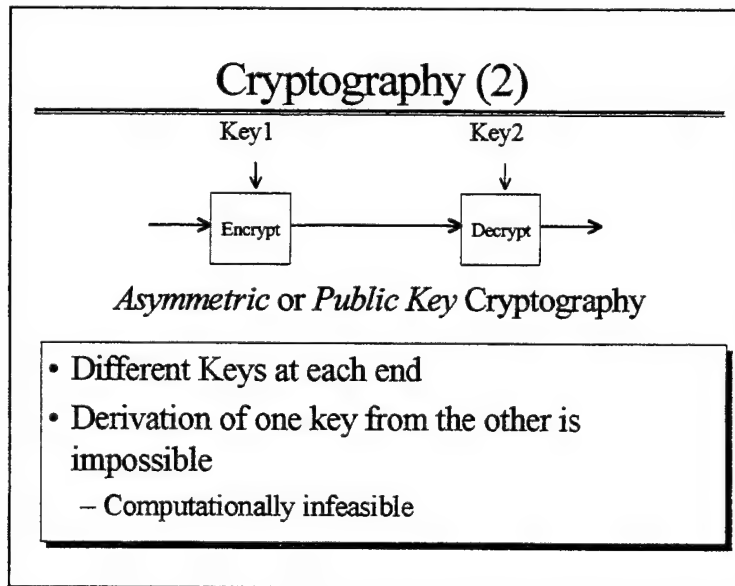 Cryptography (2)
Key1 Key2
Encrypt Decrypt
Asymmetric or Public Key Cryptography
• Different Keys at each end
• Derivation of one key from the other is
impossible
– Computationally infeasible